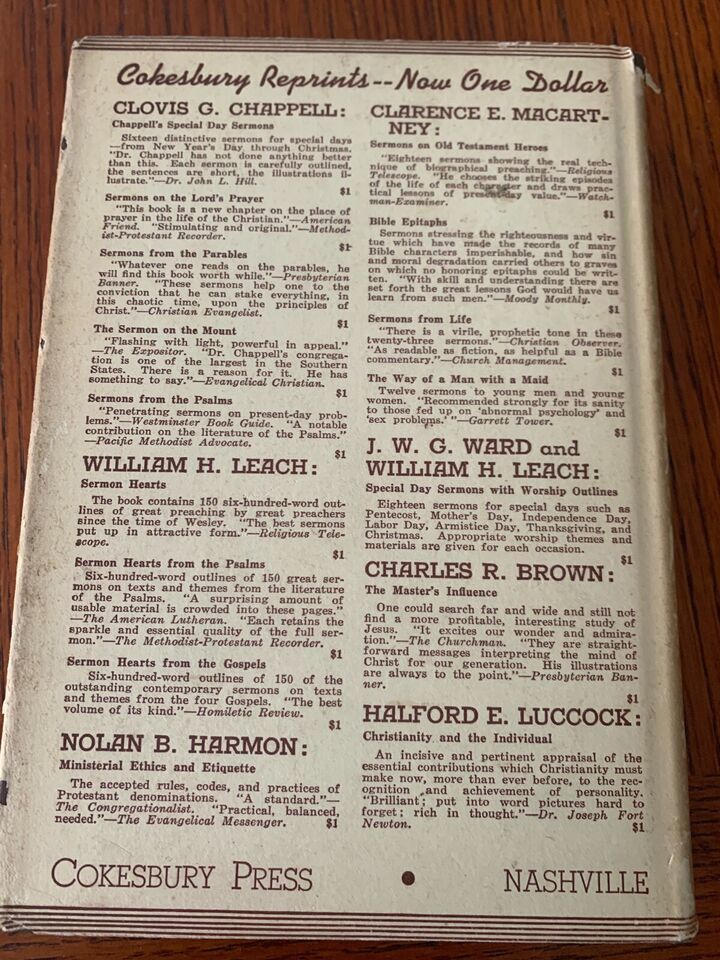 Cokesbury Reprints--Now One Dollar
CLOVIS G. CHAPPELL:
Chappell's Special Day Sermons
Sixteen distinctive sermons for special days
—from New Year's Day through Christmas.
"Dr. Chappell has not done anything better
than this. Each sermon is carefully outlined,
the sentences are short, the illustrations il-
lustrate."—Dr. John L. Hill.
$1
Sermons on the Lord's Prayer
"This book is a new chapter on the place of
prayer in the life of the Christian."—American
Friend. "Stimulating and original."—Method-
ist-Protestant Recorder.
$1
Sermons from the Parables
"Whatever one reads on the parables, he
will find this book worth while."—Presbyterian
Banner. "These sermons help one to the
conviction that he can stake everything, in
this chaotic time, upon the principles of
Christ."—Christian Evangelist.
$1
The Sermon on the Mount
"Flashing with light, powerful in appeal."
—The Expositor. "Dr. Chappell's congrega-
tion is one of the largest in the Southern
States. There is a reason for it. He has
something to say."—Evangelical Christian.
$1
Sermons from the Psalms
"Penetrating sermons on present-day prob-
lems."—Westminster Book Guide. "A notable
contribution on the literature of the Psalms."
—Pacific Methodist Advocate.
$1
WILLIAM H. LEACH:
Sermon Hearts
The book contains 150 six-hundred-word out-
lines of great preaching by great preachers
since the time of Wesley. "The best sermons
put up in attractive form."—Religious Tele-
scope.
$1
Sermon Hearts from the Psalms
Six-hundred-word outlines of 150 great ser-
mons on texts and themes from the literature
of the Psalms. "A surprising amount of
usable material is crowded into these pages."
—The American Lutheran. "Each retains the
sparkle and essential quality of the full ser-
mon."—The Methodist-Protestant Recorder.
$1
Sermon Hearts from the Gospels
Six-hundred-word outlines of 150 of the
outstanding contemporary sermons on texts
and themes from the four Gospels. "The best
volume of its kind."—Homiletic Review.
$1
NOLAN B. HARMON:
Ministerial Ethics and Etiquette
The accepted rules, codes, and practices of
Protestant denominations. "A standard."—
The Congregationalist. "Practical, balanced,
needed."—The Evangelical Messenger. $1
CLARENCE E. MACART-
NEY:
Sermons on Old Testament Heroes
"Eighteen sermons showing the real tech-
nique of biographical preaching."—Religious
Telescope. "He chooses the striking episodes
of the life of each character and draws prac-
tical lessons of present-day value."—Watch-
man-Examiner.
$1
Bible Epitaphs
Sermons stressing the righteousness and vir-
tue which have made the records of many
Bible characters imperishable, and how sin
and moral degradation carried others to graves
on which no honoring epitaphs could be writ-
ten. "With skill and understanding there are
set forth the great lessons God would have us
learn from such men."—Moody Monthly.
$1
Sermons from Life
"There is a virile, prophetic tone in these
twenty-three sermons."—Christian Observer.
"As readable as fiction, as helpful as a Bible
commentary."—Church Management.
$1
The Way of a Man with a Maid
Twelve sermons to young men and young
women. "Recommended strongly for its sanity
to those fed up on 'abnormal psychology' and
'sex problems.' "—Garrett Tower.
$1
J. W. G. WARD and
WILLIAM H. LEACH:
Special Day Sermons with Worship Outlines
Eighteen sermons for special days such as
Pentecost, Mother's Day, Independence Day,
Labor Day, Armistice Day, Thanksgiving, and
Christmas. Appropriate worship themes and
materials are given for each occasion.
$1
CHARLES R. BROWN:
The Master's Influence
One could search far and wide and still not
find a more profitable, interesting study of
Jesus. "It excites our wonder and admira-
tion."—The Churchman. "They are straight-
forward messages interpreting the mind of
Christ for our generation. His illustrations
are always to the point."—Presbyterian Ban-
ner.
$1
HALFORD E. LUCCOCK:
Christianity and the Individual
An incisive and pertinent appraisal of the
essential contributions which Christianity must
make now, more than ever before, to the rec-
ognition and achievement of personality.
"Brilliant; put into word pictures hard to
forget; rich in thought."—Dr. Joseph Fort
Newton.
$1
COKESBURY PRESS • NASHVILLE